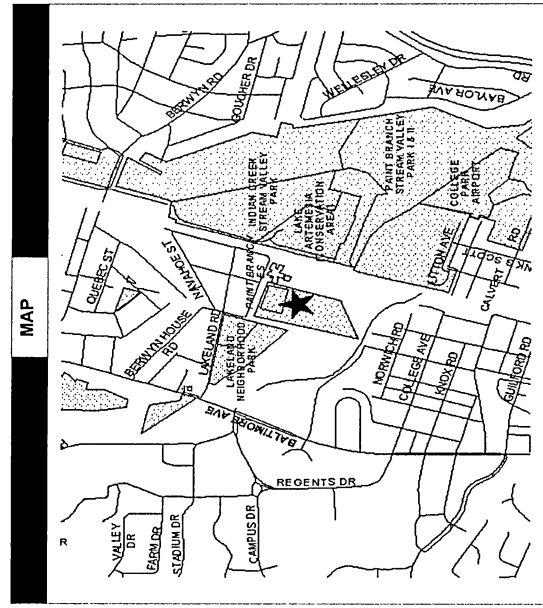 MAP
BERWYN RD
GOUGHER DR
WELLESLEY DR
BAYLOR AVE
RD
QUEBEC ST
NAVAHOE ST
INDIAN CREEK
STREAM VALLEY
PARK
PAINT BRANCH
STREAM VALLEY
PARK I & II
LAKE
ARTEMESIA
CONSERVATION
AREA
COLLEGE
PARK
AIRPORT
BERWYN HOUSE
RD
LAKELAND RD
PAINT BRANCH
ES
LAKELAND
NEIGHBORHOOD
PARK
LITTON AVE
SCOTT
CALVERT
RD
BALTIMORE AVE
NORWICH RD
COLLEGE AVE
KNOX RD
GUILFORD RD
REGENTS DR
R
VALLEY
DR
FARM DR
STADIUM DR
CAMPUS DR